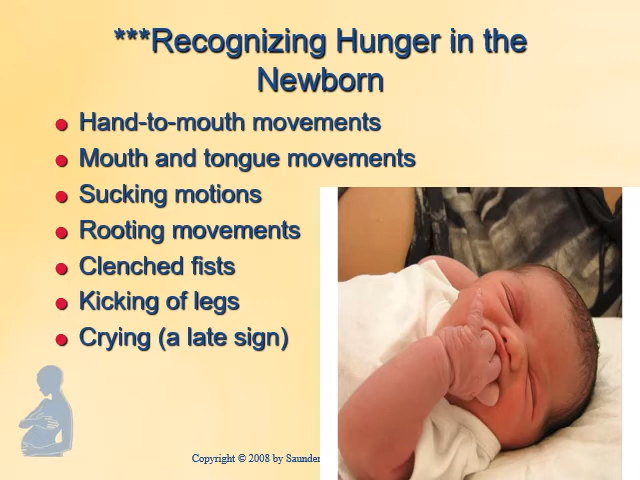 ***Recognizing Hunger in the
Newborn
Hand-to-mouth movements
Mouth and tongue movements
Sucking motions
Rooting movements
Clenched fists
Kicking of legs
Crying (a late sign)
Copyright © 2008 by Saunder